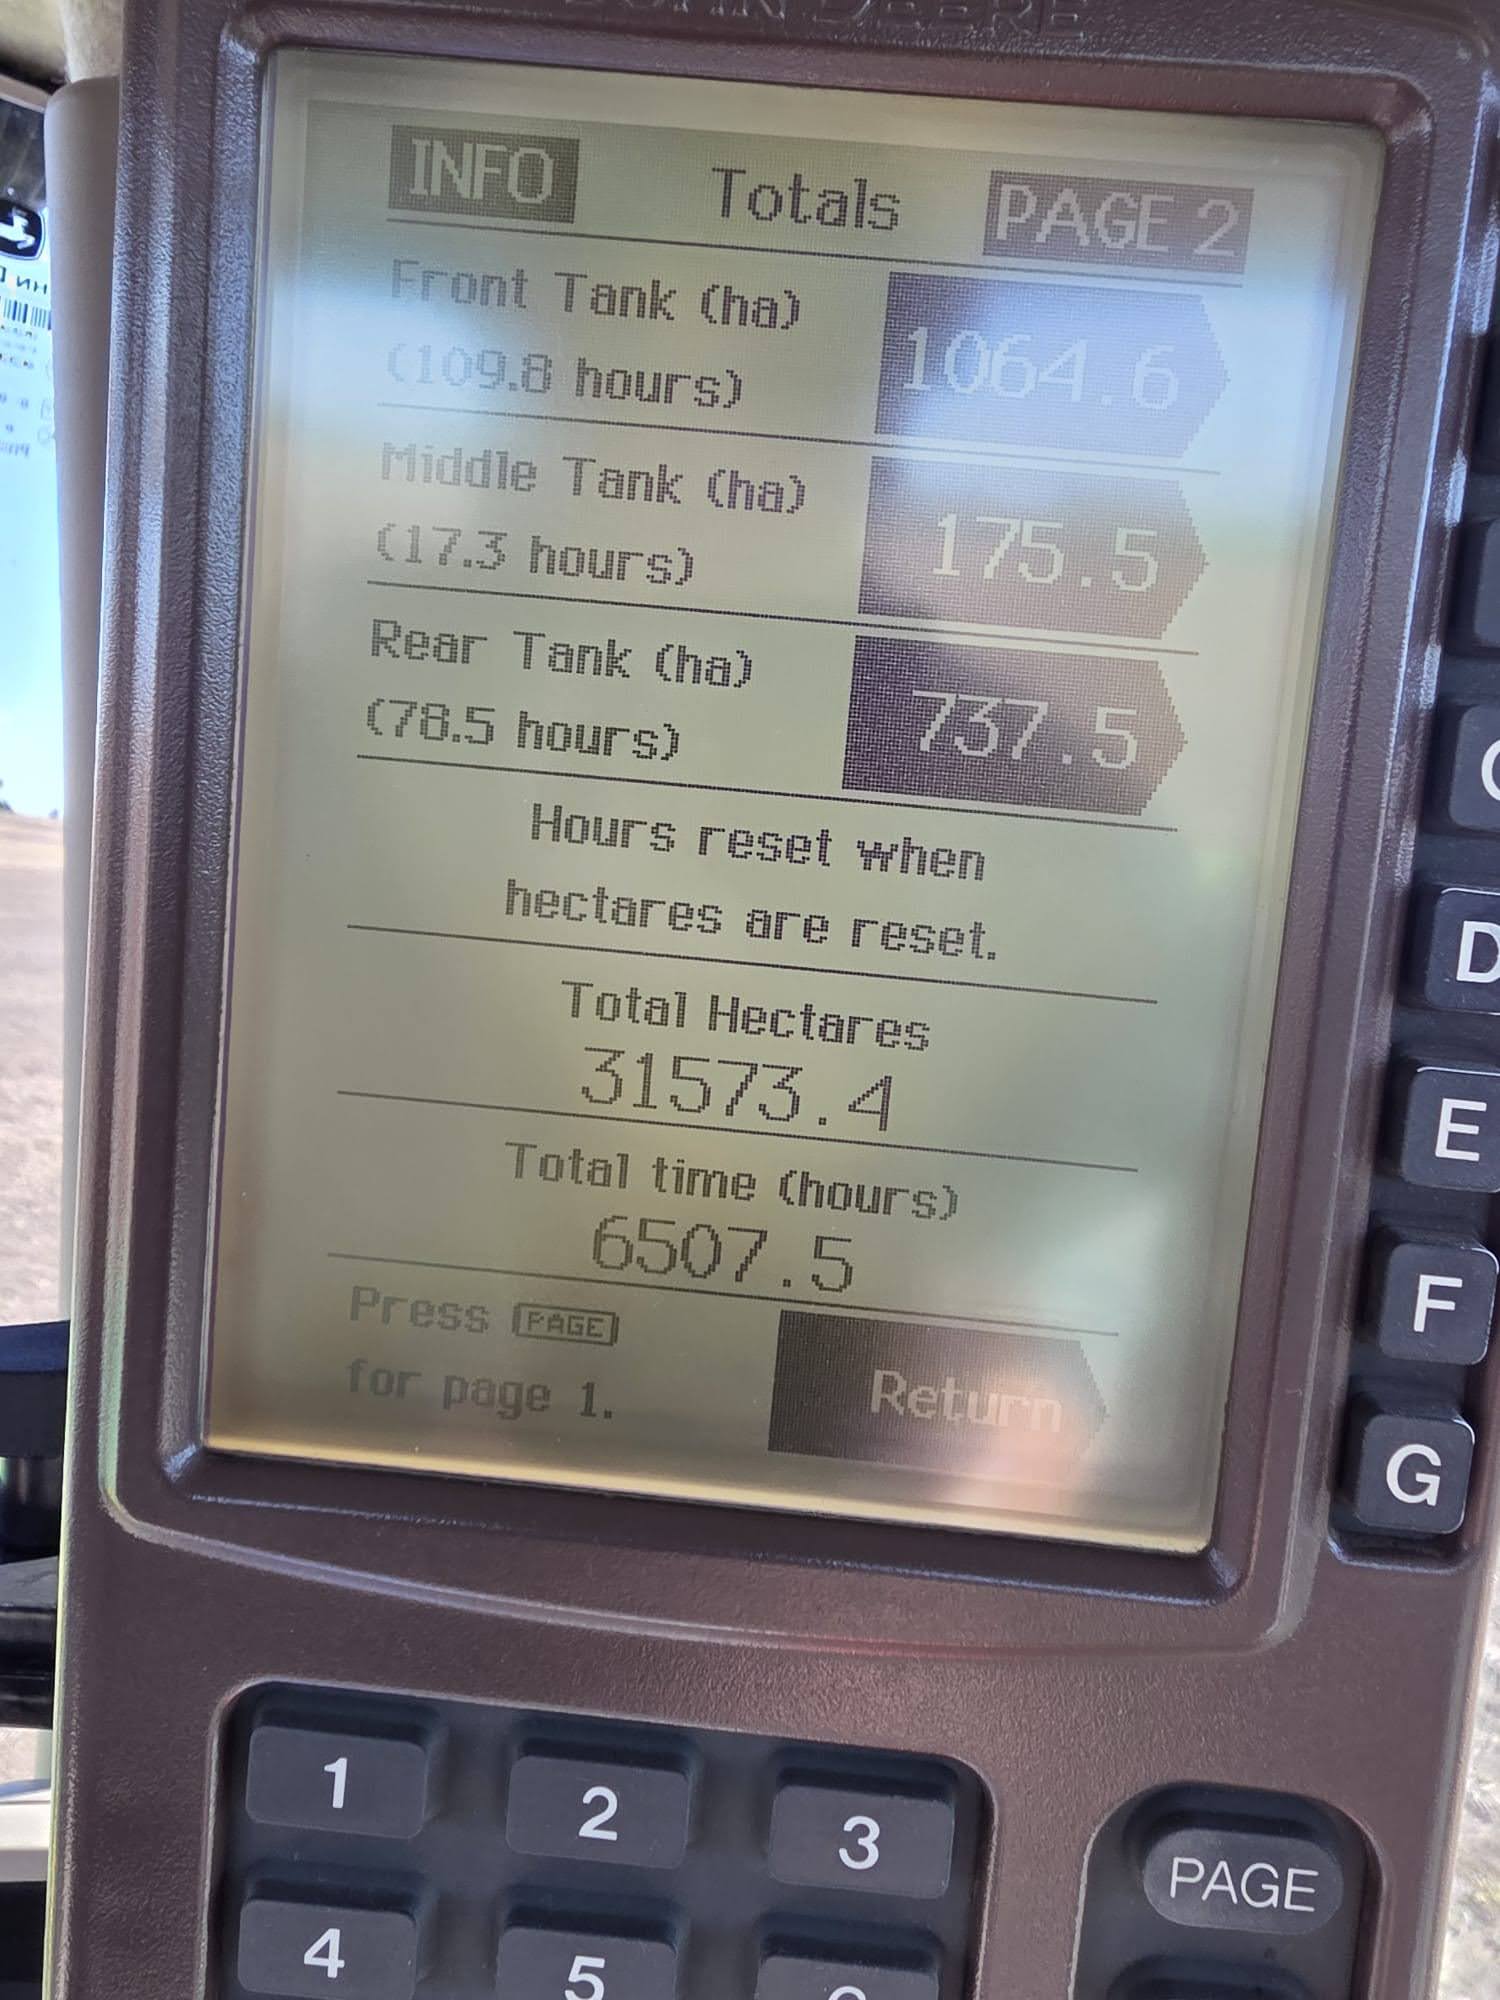 JOHN DEERE
INFO Totals PAGE 2
Front Tank (ha) 1064.6
(109.8 hours)
Middle Tank (ha) 175.5
(17.3 hours)
Rear Tank (ha) 737.5
(78.5 hours)
Hours reset when
hectares are reset.
Total Hectares
31573.4
Total time (hours)
6507.5
Press PAGE
for page 1.
Return
D
E
F
G
1 2 3
PAGE
4 5